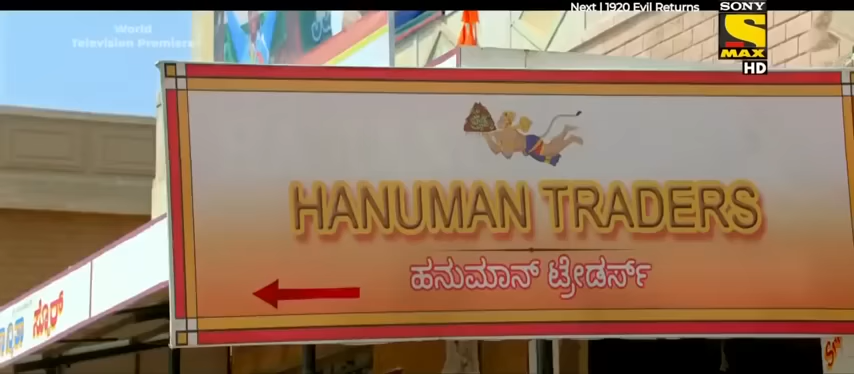 Next | 1920 Evil Returns
SONY
S
MAX
HD
World
Television Premiere
HANUMAN TRADERS
ಹನುಮಾನ್ ಟ್ರೇಡರ್ಸ್
ಸ್ಟೋರ್